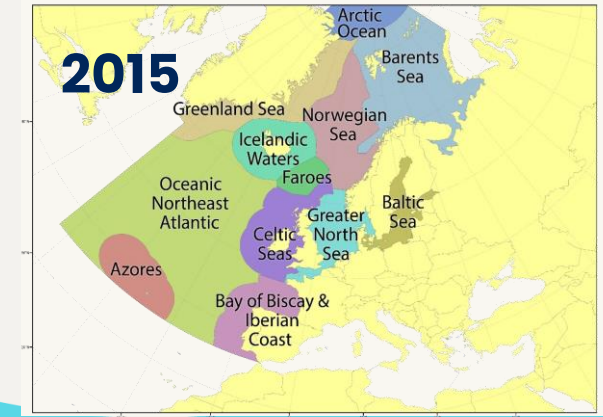 2015
Arctic
Ocean
Barents
Sea
Greenland Sea
Norwegian
Sea
Icelandic
Waters
Faroes
Oceanic
Northeast
Atlantic
Celtic
Seas
Greater
North
Sea
Baltic
Sea
Azores
Bay of Biscay &
Iberian
Coast